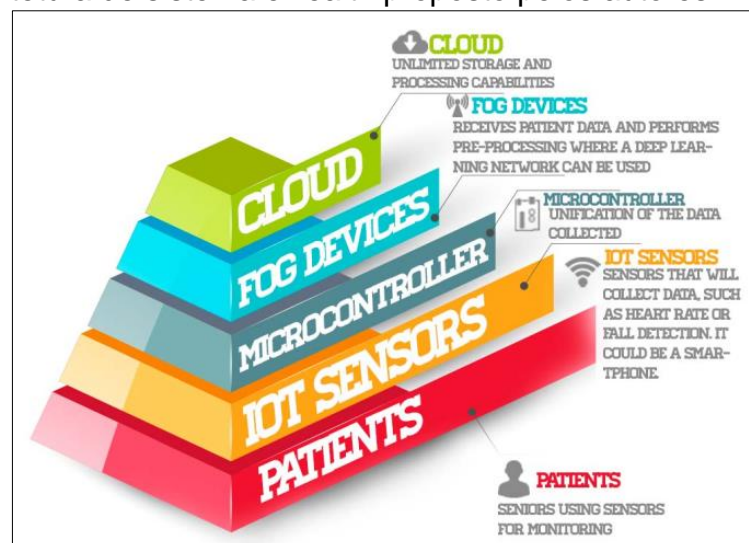 CLOUD
UNLIMITED STORAGE AND
PROCESSING CAPABILITIES
FOG DEVICES
RECEIVES PATIENT DATA AND PERFORMS
PRE-PROCESSING WHERE A DEEP LEAR-
NING NETWORK CAN BE USED
MICROCONTROLLER
UNIFICATION OF THE DATA
COLLECTED
IOT SENSORS
SENSORS THAT WILL
COLLECT DATA, SUCH
AS HEART RATE OR
FALL DETECTION. IT
COULD BE A SMAR-
TPHONE.
PATIENTS
SENIORS USING SENSORS
FOR MONITORING
CLOUD
FOG DEVICES
MICROCONTROLLER
IOT SENSORS
PATIENTS